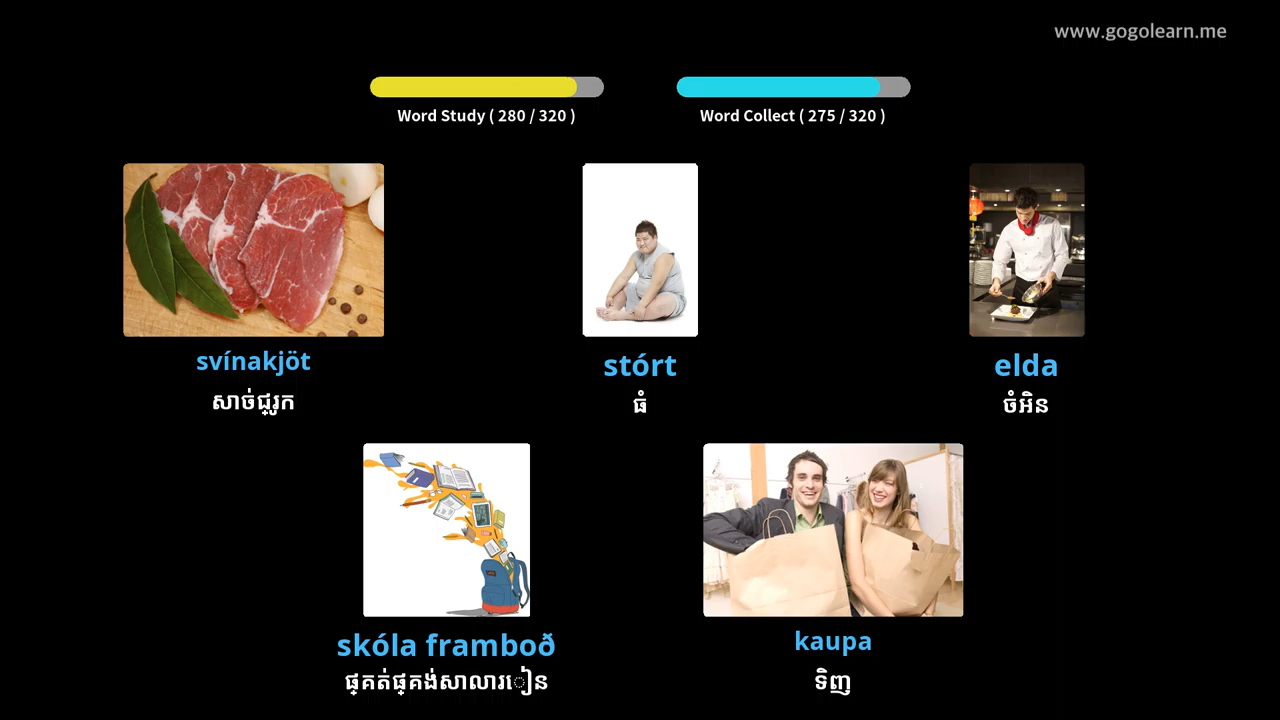 www.gogolearn.me
Word Study ( 280 / 320 )
Word Collect ( 275 / 320 )
svínakjöt
សាច់ជ្រូក
stórt
ធំ
elda
ចំអិន
skóla framboð
ផ្គត់ផ្គង់សាលារៀន
kaupa
ទិញ